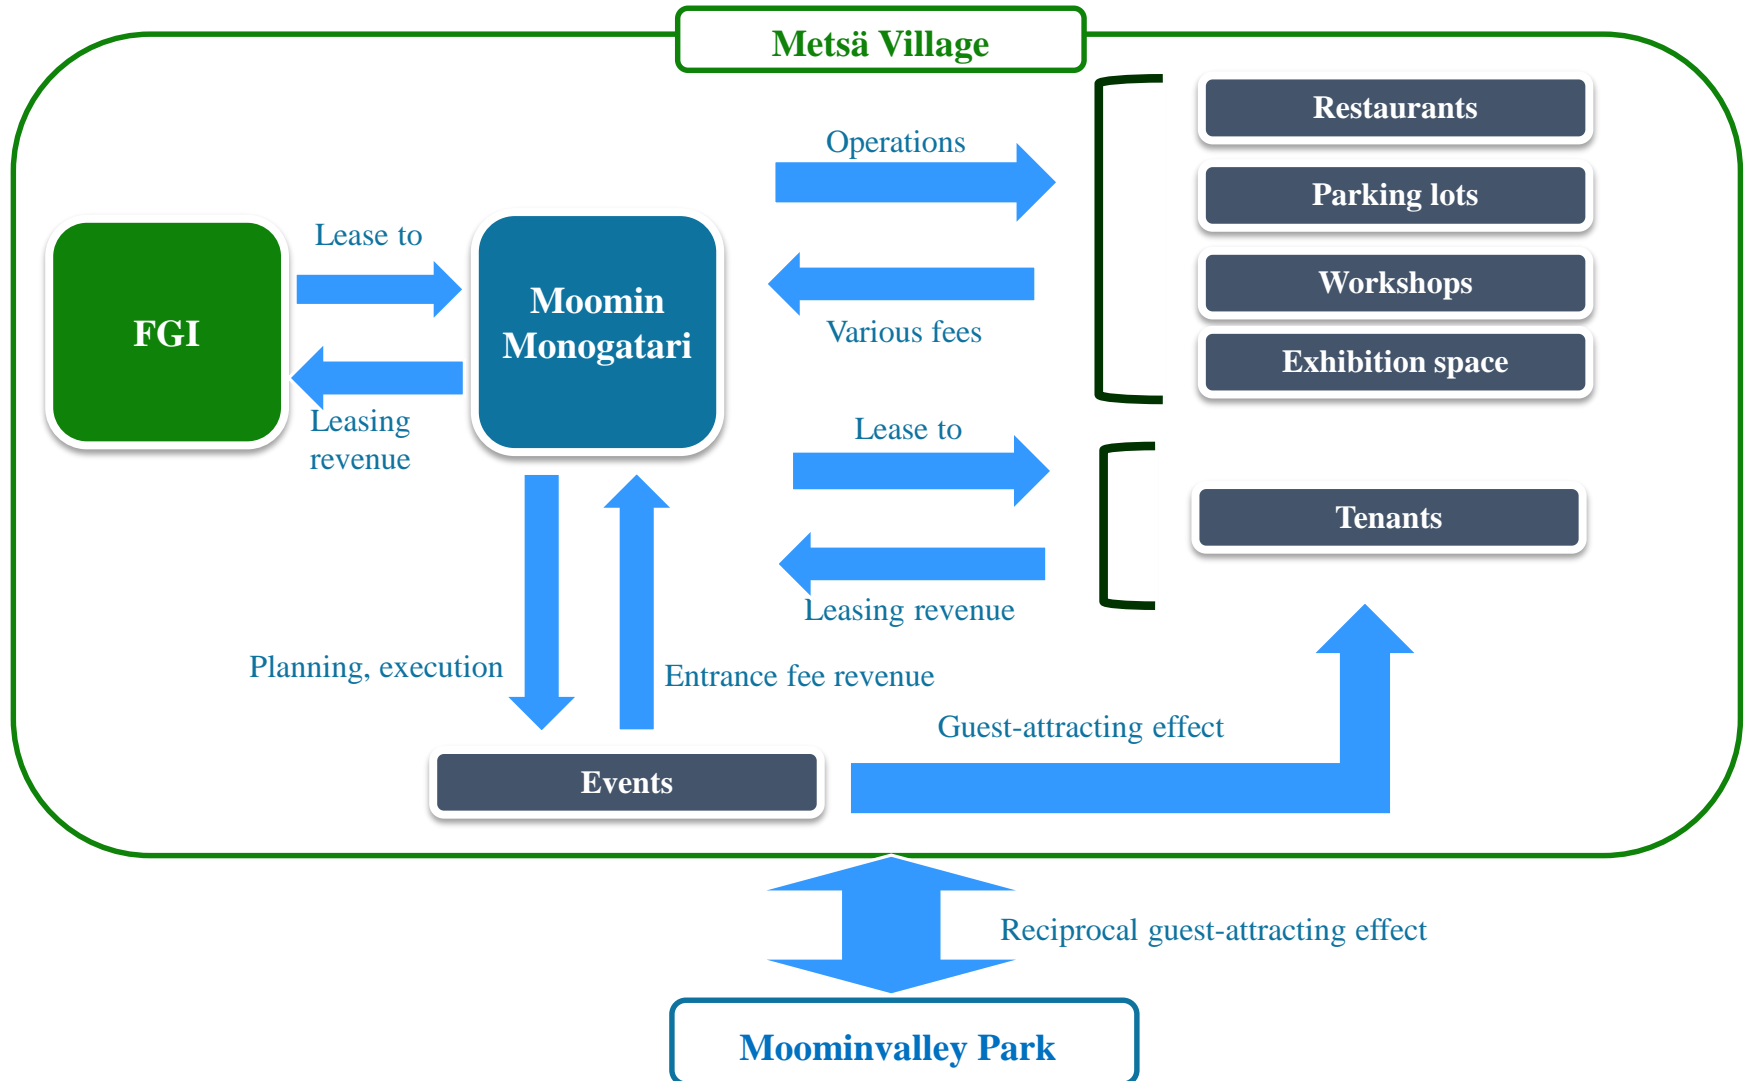 Metsä Village
Restaurants
Operations
Parking lots
Lease to
Workshops
Moomin
Monogatari
FGI
Various fees
Exhibition space
Leasing
revenue
Lease to
Tenants
Leasing revenue
Planning, execution
Entrance fee revenue
Guest-attracting effect
Events
Reciprocal guest-attracting effect
Moominvalley Park